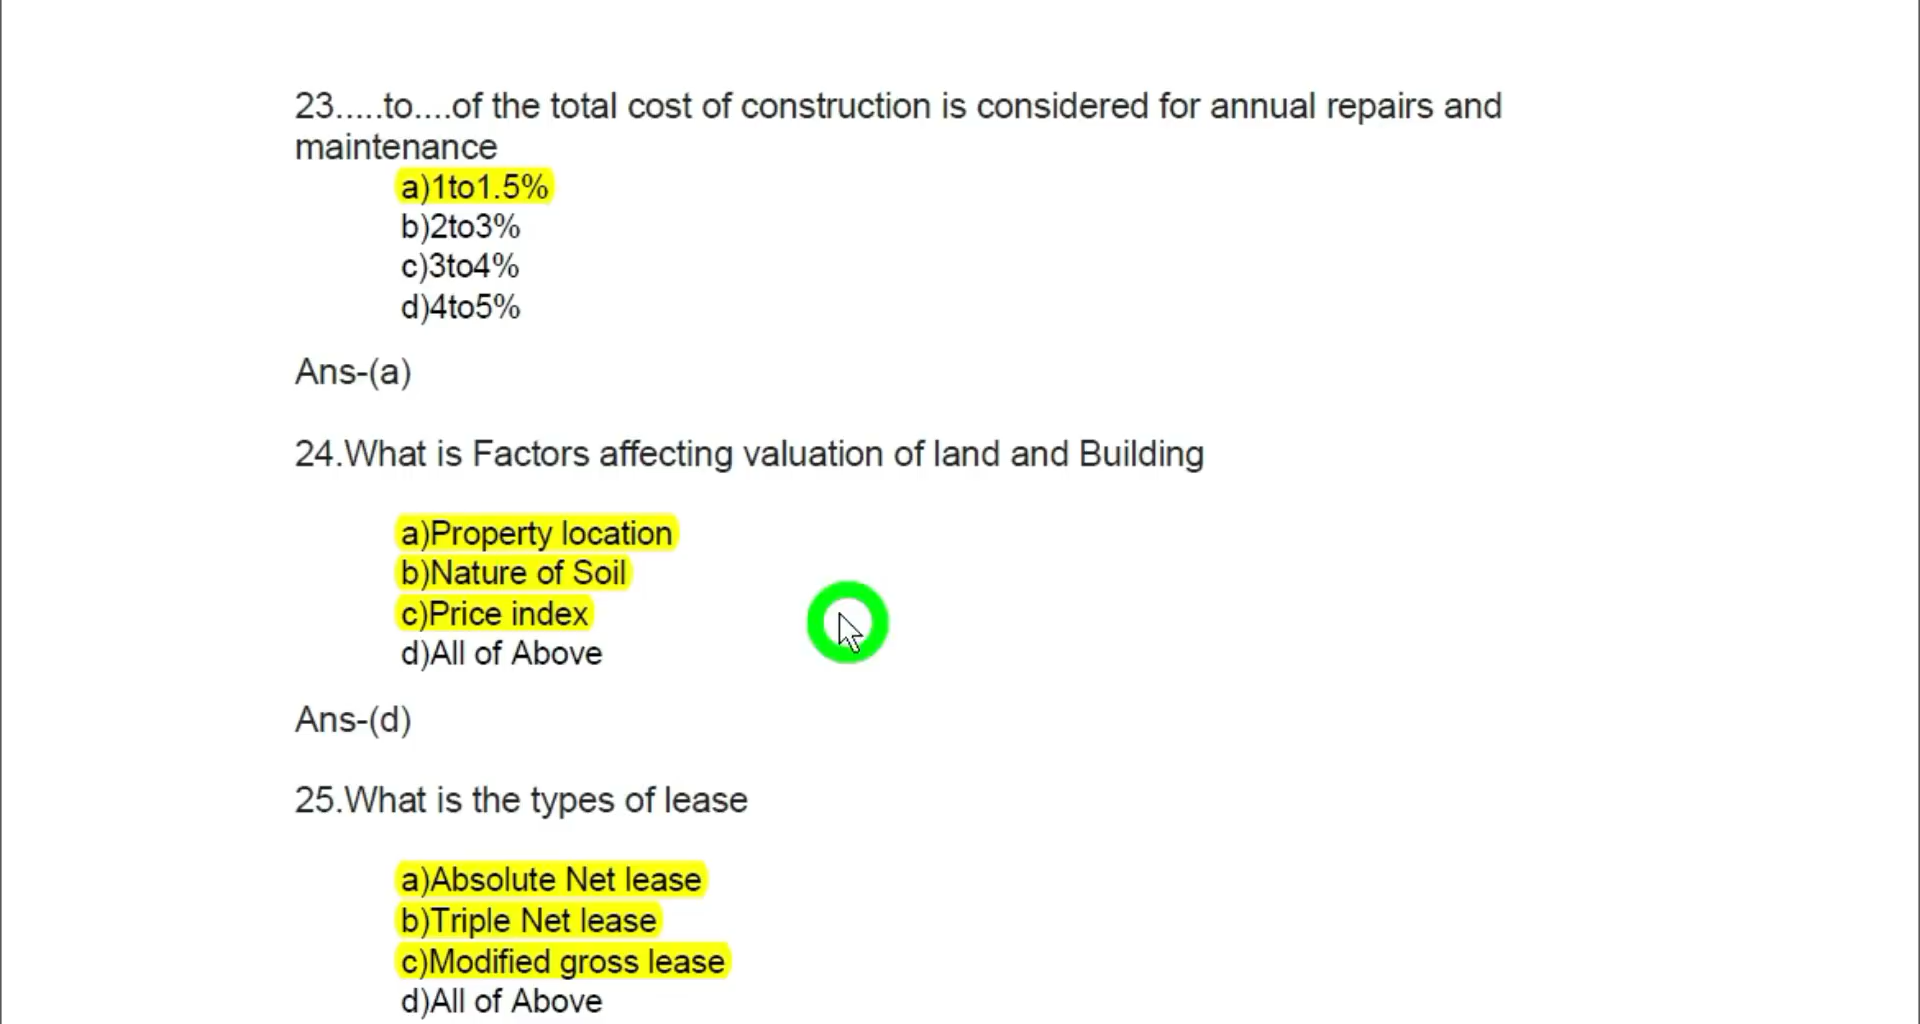 23.....to....of the total cost of construction is considered for annual repairs and
maintenance
a)1to1.5%
b)2to3%
c)3to4%
d)4to5%
Ans-(a)
24.What is Factors affecting valuation of land and Building
a)Property location
b)Nature of Soil
c)Price index
d)All of Above
Ans-(d)
25.What is the types of lease
a)Absolute Net lease
b)Triple Net lease
c)Modified gross lease
d)All of Above